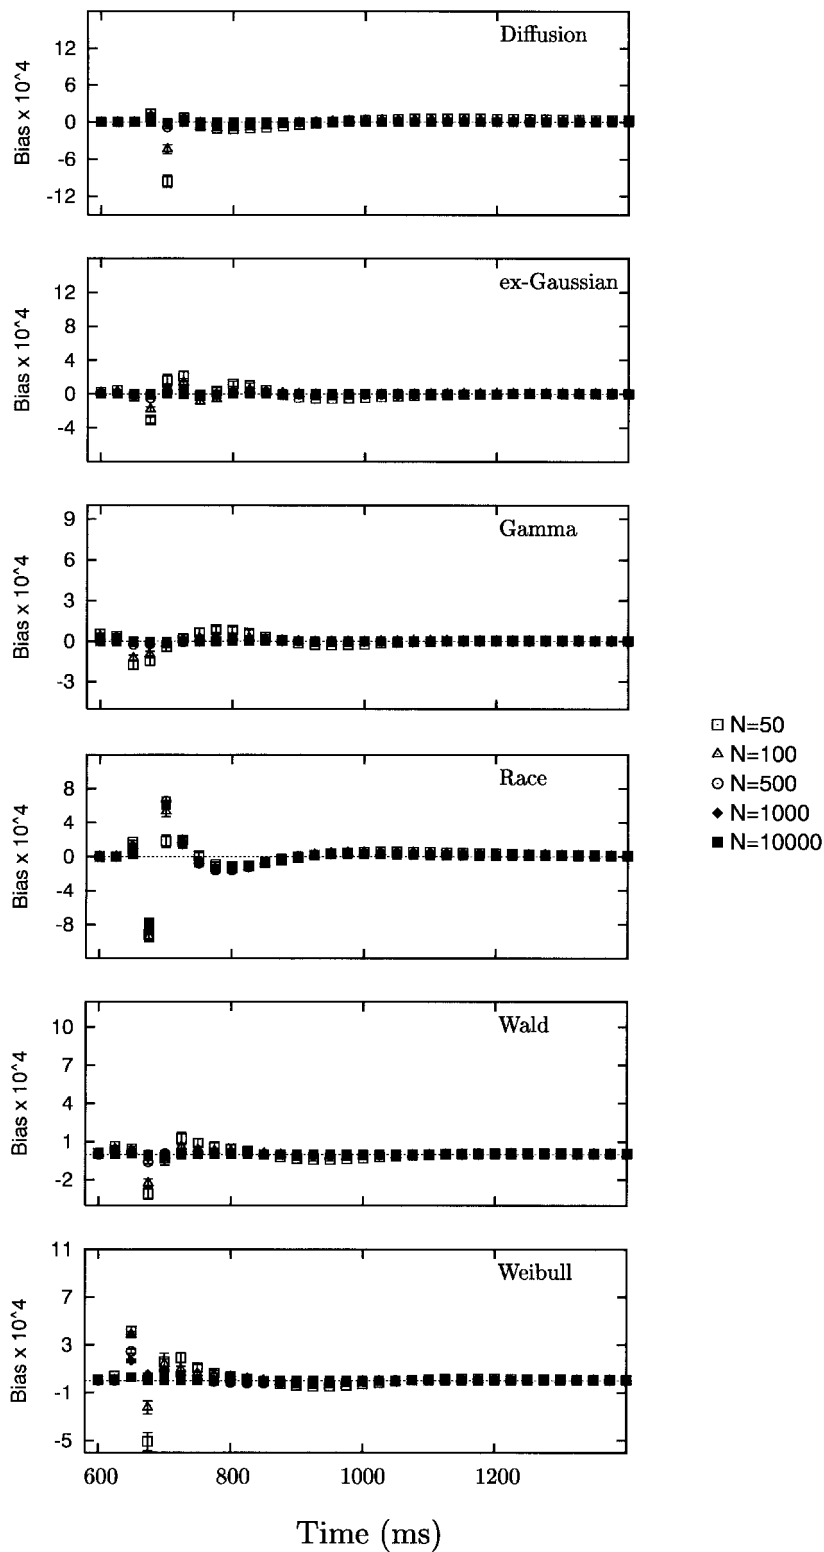 Diffusion
Bias x 10^4
12
6
0
-6
-12
ex-Gaussian
Bias x 10^4
12
8
4
0
-4
Gamma
Bias x 10^4
9
6
3
0
-3
Race
Bias x 10^4
8
4
0
-4
-8
N=50
N=100
N=500
N=1000
N=10000
Wald
Bias x 10^4
10
7
4
1
-2
Weibull
Bias x 10^4
11
7
3
-1
-5
600 800 1000 1200
Time (ms)